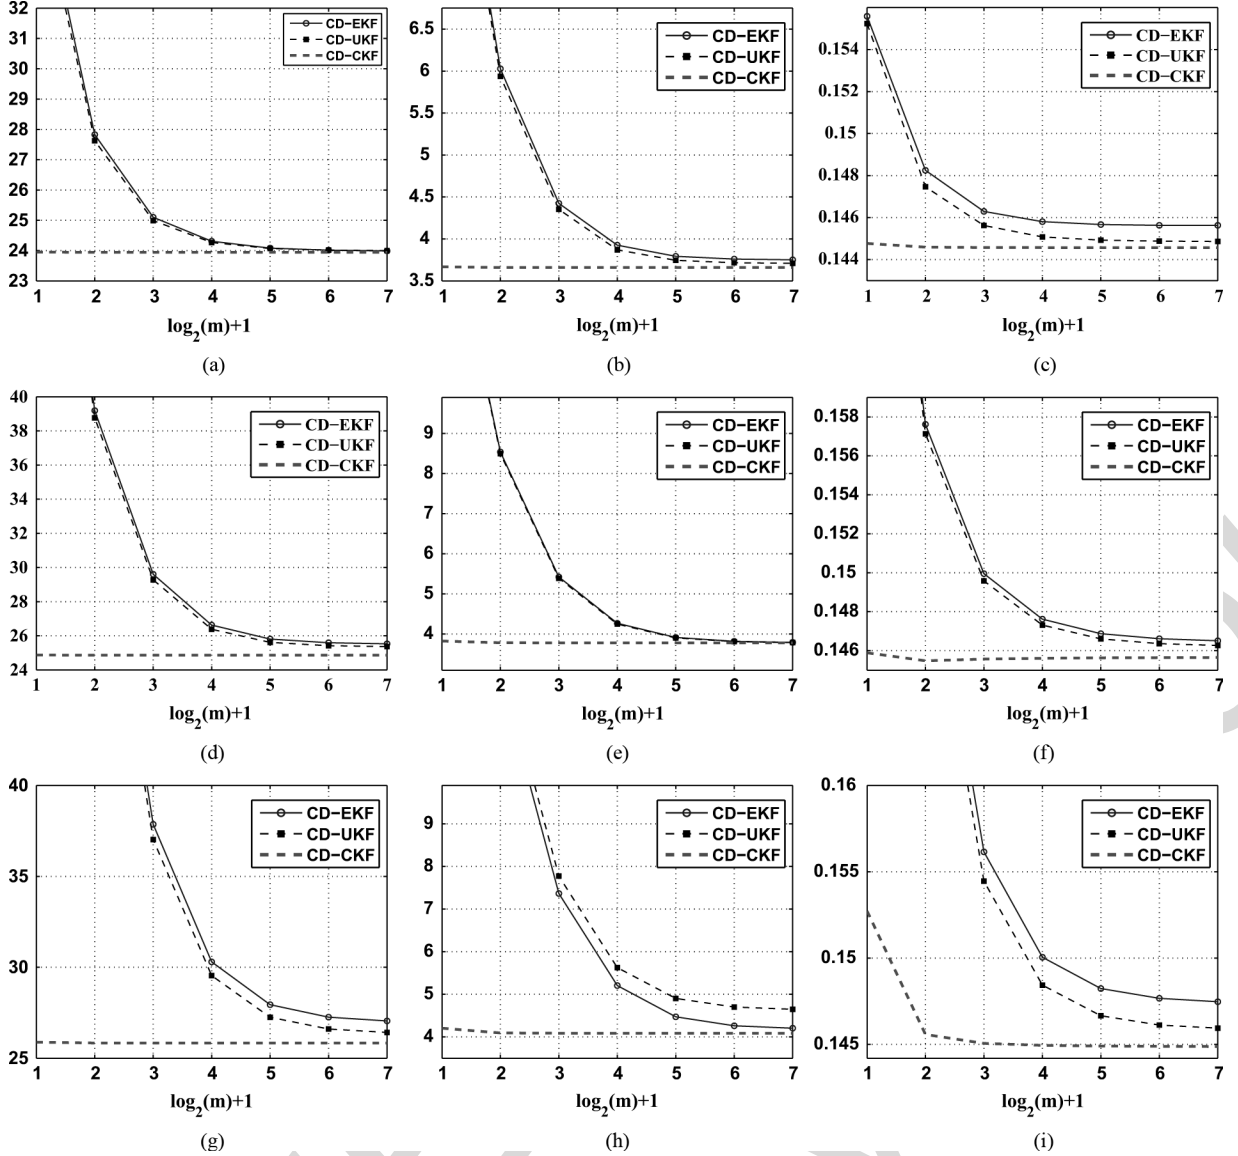 32
31
30
29
28
27
26
25
24
23
1 2 3 4 5 6 7
CD−EKF
CD−UKF
CD−CKF
log2(m)+1
(a)
6.5
6
5.5
5
4.5
4
3.5
1 2 3 4 5 6 7
CD−EKF
CD−UKF
CD−CKF
log2(m)+1
(b)
0.154
0.152
0.15
0.148
0.146
0.144
1 2 3 4 5 6 7
CD−EKF
CD−UKF
CD−CKF
log2(m)+1
(c)
40
38
36
34
32
30
28
26
24
1 2 3 4 5 6 7
CD−EKF
CD−UKF
CD−CKF
log2(m)+1
(d)
9
8
7
6
5
4
1 2 3 4 5 6 7
CD−EKF
CD−UKF
CD−CKF
log2(m)+1
(e)
0.158
0.156
0.154
0.152
0.15
0.148
0.146
1 2 3 4 5 6 7
CD−EKF
CD−UKF
CD−CKF
log2(m)+1
(f)
40
35
30
25
1 2 3 4 5 6 7
CD−EKF
CD−UKF
CD−CKF
log2(m)+1
(g)
9
8
7
6
5
4
1 2 3 4 5 6 7
CD−EKF
CD−UKF
CD−CKF
log2(m)+1
(h)
0.16
0.155
0.15
0.145
1 2 3 4 5 6 7
CD−EKF
CD−UKF
CD−CKF
log2(m)+1
(i)